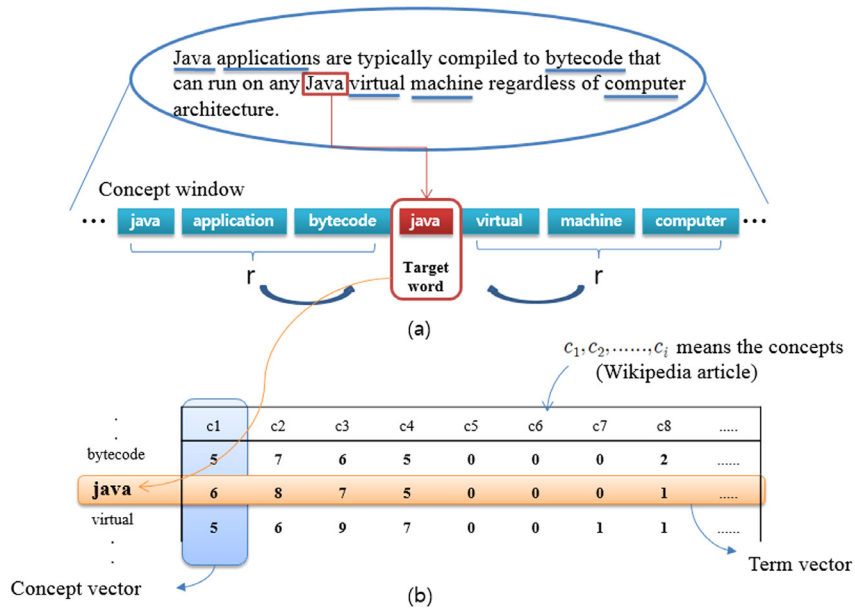 Java applications are typically compiled to bytecode that
can run on any Java virtual machine regardless of computer
architecture.
Concept window
... java application bytecode java virtual machine computer ...
r Target word r
(a)
c1,c2,......,ci means the concepts
(Wikipedia article)
. c1 c2 c3 c4 c5 c6 c7 c8 .....
.
bytecode 5 7 6 5 0 0 0 2 ......
java 6 8 7 5 0 0 0 1 .....
virtual 5 6 9 7 0 0 1 1 ......
.
.
Term vector
Concept vector
(b)